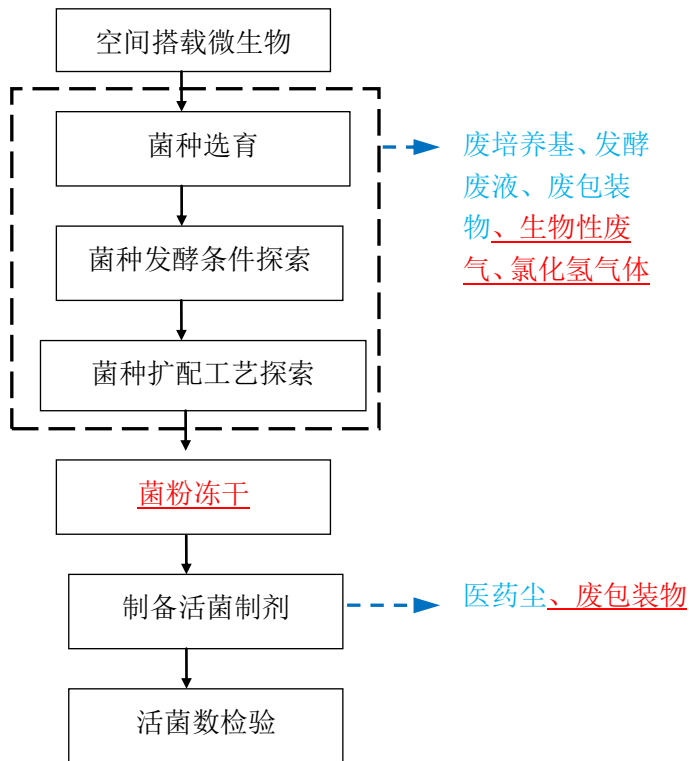 空间搭载微生物
菌种选育
废培养基、发酵
废液、废包装
物、生物性废
气、氯化氢气体
菌种发酵条件探索
菌种扩配工艺探索
菌粉冻干
制备活菌制剂
医药尘、废包装物
活菌数检验